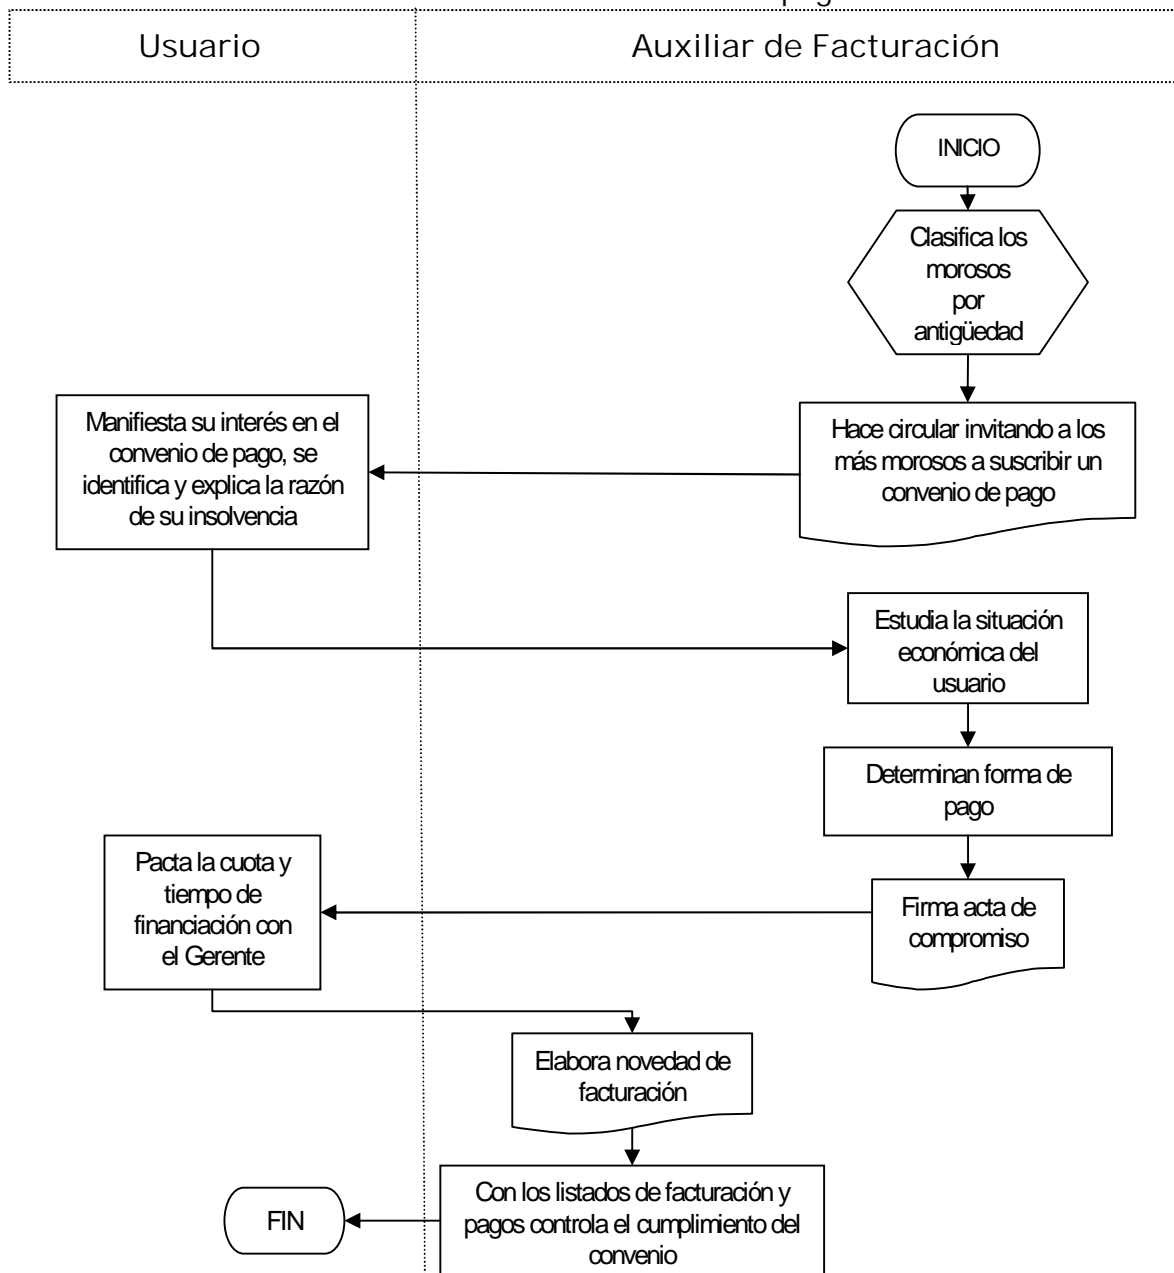 Usuario
Auxiliar de Facturación
INICIO
Clasifica los
morosos
por
antigüedad
Hace circular invitando a los
más morosos a suscribir un
convenio de pago
Manifiesta su interés en el
convenio de pago, se
identifica y explica la razón
de su insolvencia
Estudia la situación
económica del
usuario
Determinan forma de
pago
Firma acta de
compromiso
Pacta la cuota y
tiempo de
financiación con
el Gerente
Elabora novedad de
facturación
Con los listados de facturación y
pagos controla el cumplimiento del
convenio
FIN